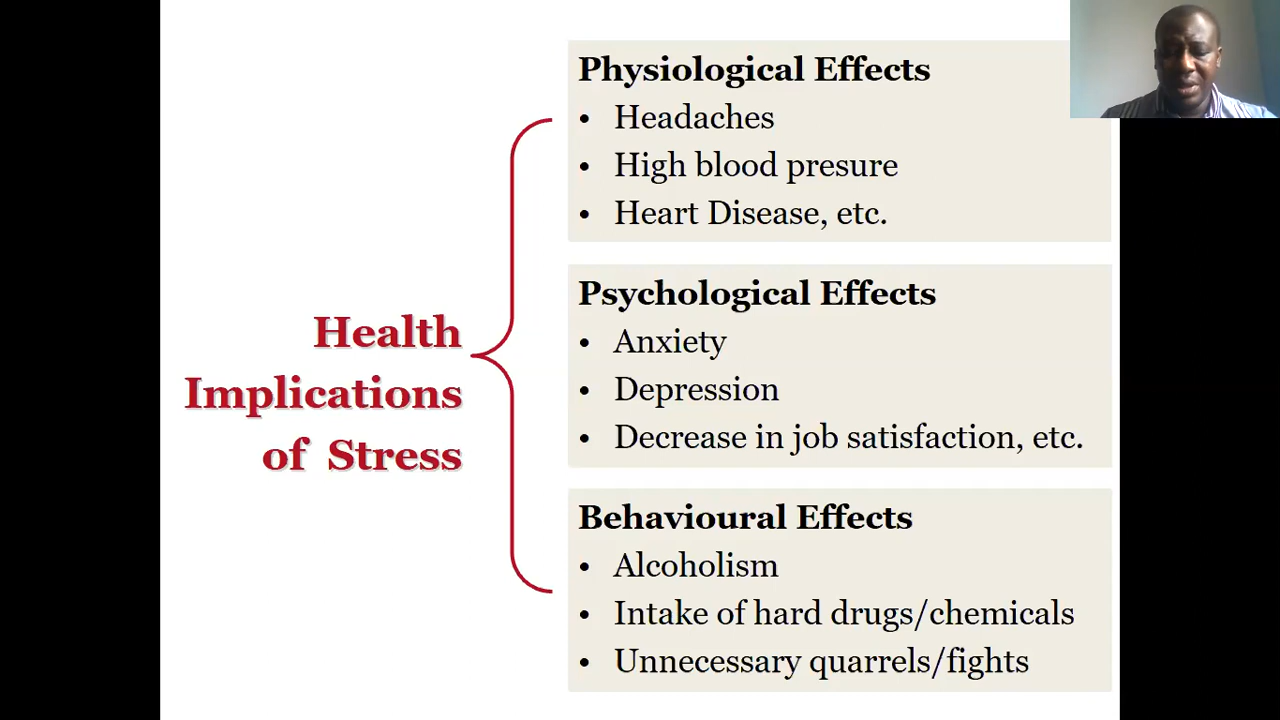 Health
Implications
of Stress
Physiological Effects
• Headaches
• High blood presure
• Heart Disease, etc.
Psychological Effects
• Anxiety
• Depression
• Decrease in job satisfaction, etc.
Behavioural Effects
• Alcoholism
• Intake of hard drugs/chemicals
• Unnecessary quarrels/fights